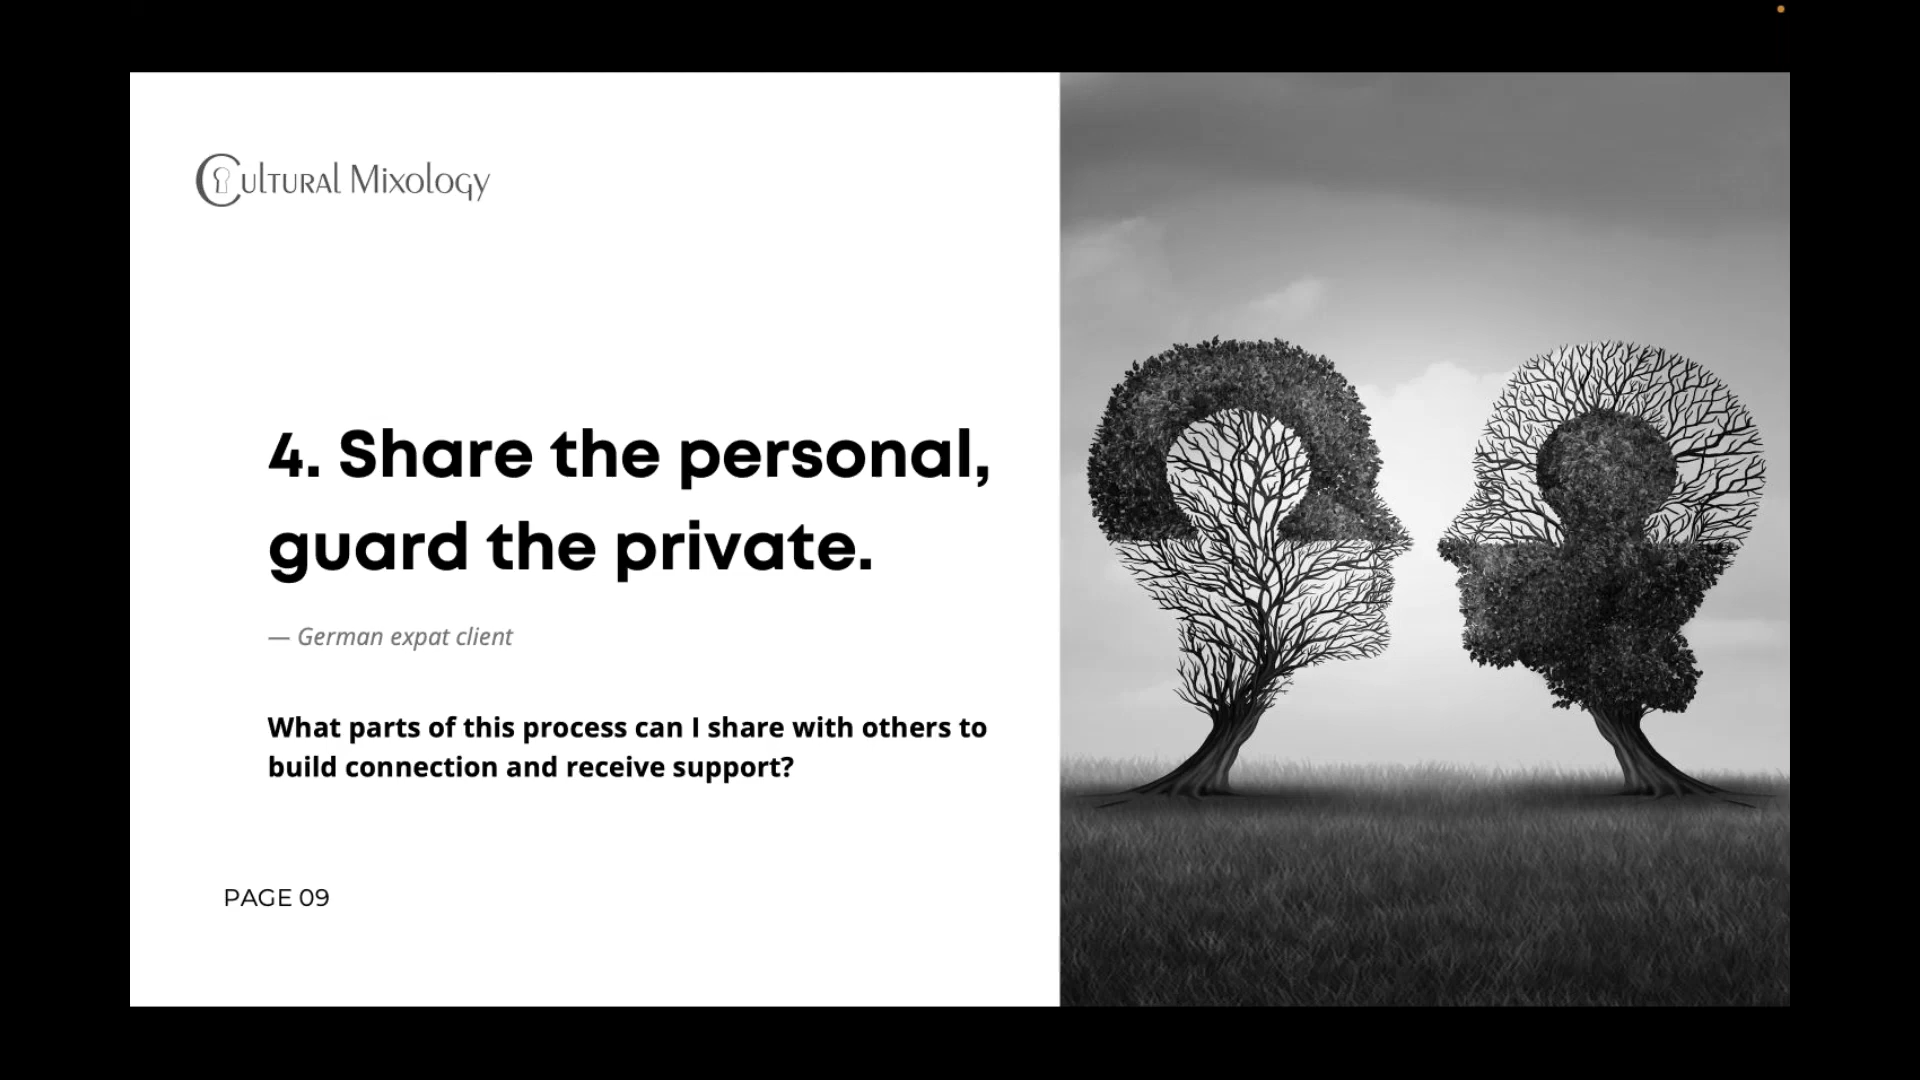 Cultural Mixology
4. Share the personal,
guard the private.
— German expat client
What parts of this process can I share with others to
build connection and receive support?
PAGE 09